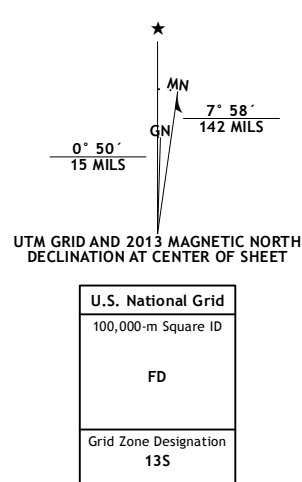 ★
MN
GN
7° 58´
142 MILS
0° 50´
15 MILS
UTM GRID AND 2013 MAGNETIC NORTH
DECLINATION AT CENTER OF SHEET
U.S. National Grid
100,000-m Square ID
FD
Grid Zone Designation
13S